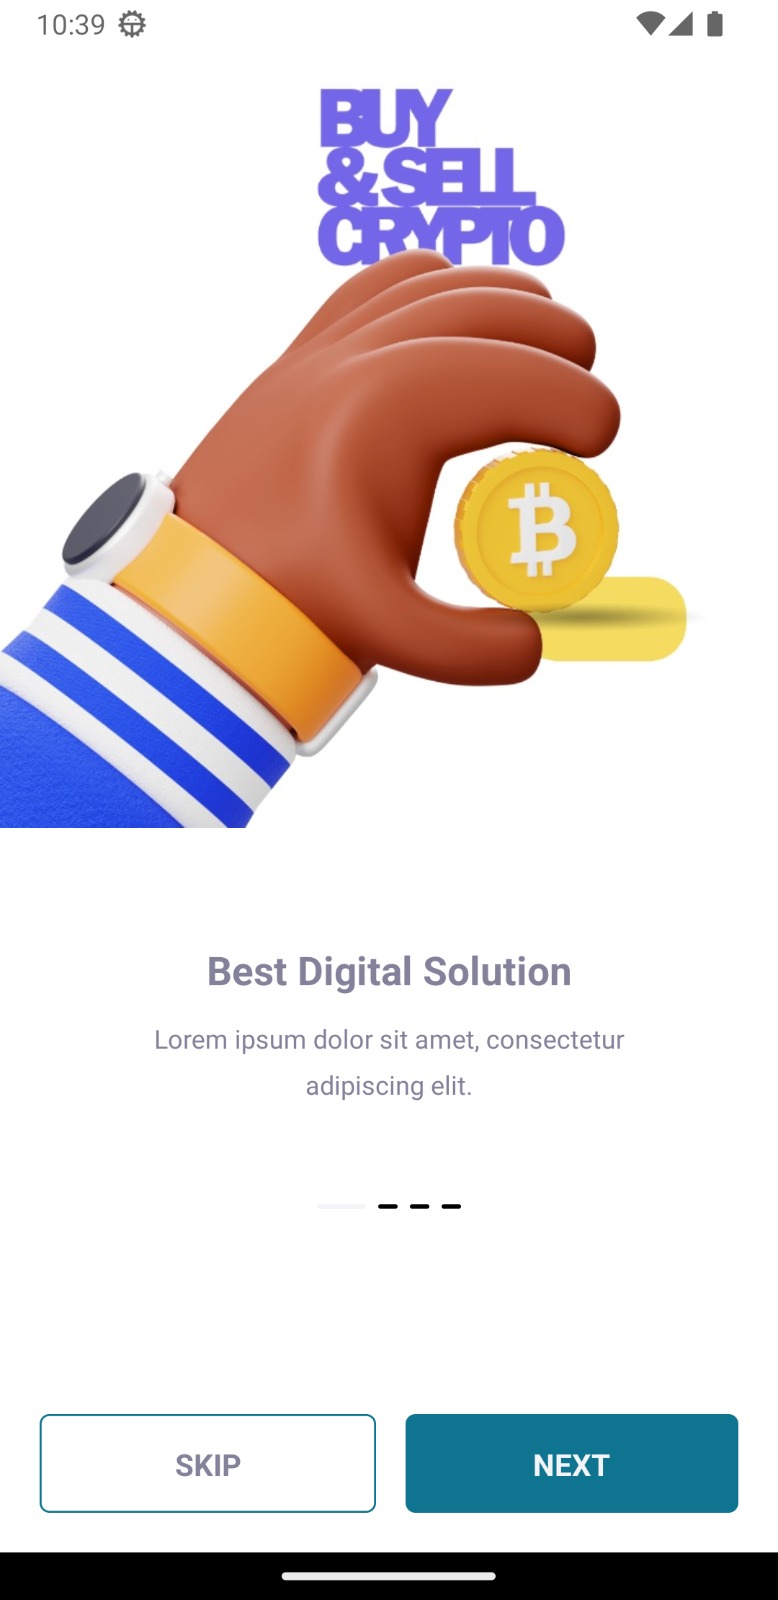 10:39
BUY
& SELL
CRYPTO
Best Digital Solution
Lorem ipsum dolor sit amet, consectetur
adipiscing elit.
SKIP
NEXT